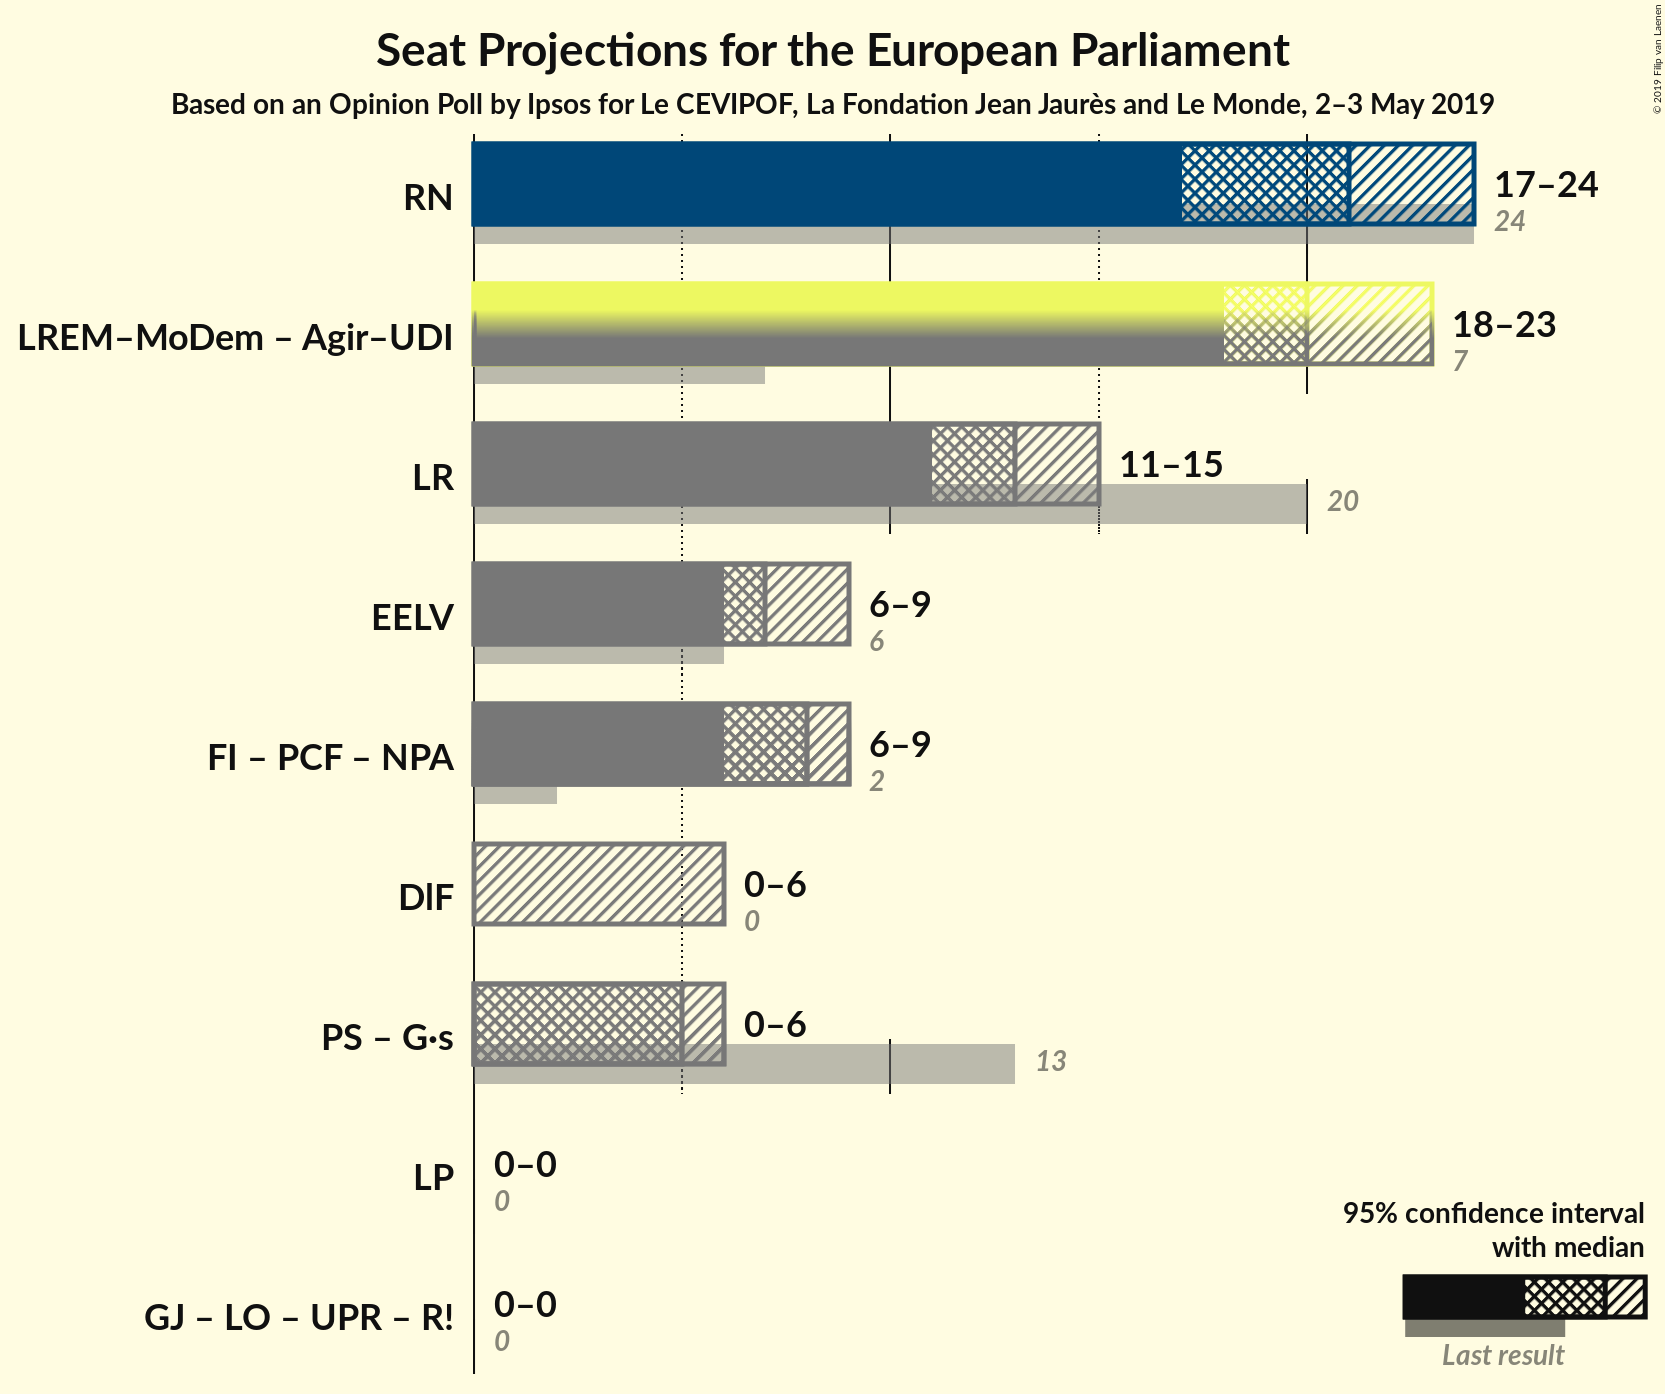 Seat Projections for the European Parliament
Based on an Opinion Poll by Ipsos for Le CEVIPOF, La Fondation Jean Jaurès and Le Monde, 2–3 May 2019
© 2019 Filip van Laenen
RN
17–24
24
LREM–MoDem – Agir–UDI
18–23
7
LR
11–15
20
EELV
6–9
6
FI – PCF – NPA
6–9
2
DlF
0–6
0
PS – G·s
0–6
13
LP
0–0
0
GJ – LO – UPR – R!
0–0
0
95% confidence interval
with median
Last result